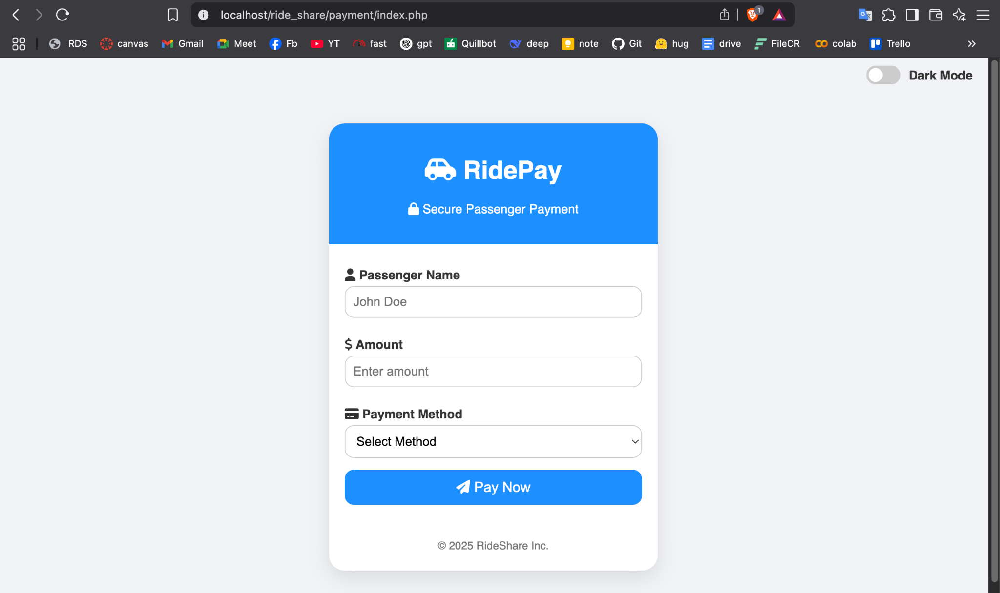 localhost/ride_share/payment/index.php
1
RDS canvas Gmail Meet Fb YT fast gpt Quillbot deep note Git hug drive FileCR colab Trello
Dark Mode
RidePay
Secure Passenger Payment
Passenger Name
John Doe
$ Amount
Enter amount
Payment Method
Select Method
Pay Now
© 2025 RideShare Inc.